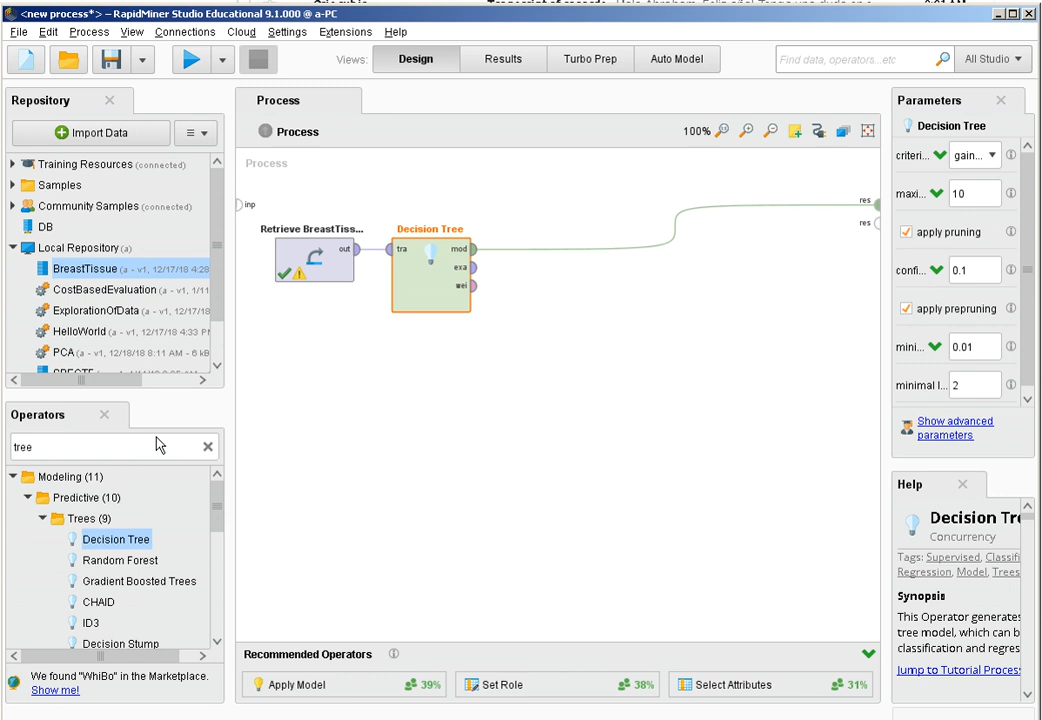 <new process*> – RapidMiner Studio Educational 9.1.000 @ a-PC
File Edit Process View Connections Cloud Settings Extensions Help
Views: Design Results Turbo Prep Auto Model Find data, operators...etc All Studio
Repository
Import Data
Training Resources (connected)
Samples
Community Samples (connected)
DB
Local Repository (a)
BreastTissue (a - v1, 12/17/18 4:28
CostBasedEvaluation (a - v1, 1/11
ExplorationOfData (a - v1, 12/17/18
HelloWorld (a - v1, 12/17/18 4:33 P
PCA (a - v1, 12/18/18 8:11 AM - 6 kB
Operators
tree
Modeling (11)
Predictive (10)
Trees (9)
Decision Tree
Random Forest
Gradient Boosted Trees
CHAID
ID3
Decision Stump
We found "WhiBo" in the Marketplace.
Show me!
Process
Process
100%
Process
inp
res
res
Retrieve BreastTiss...
out
Decision Tree
tra mod
exa
wei
Recommended Operators
Apply Model 39% Set Role 38% Select Attributes 31%
Parameters
Decision Tree
criteri... gain...
maxi... 10
apply pruning
confi... 0.1
apply prepruning
mini... 0.01
minimal l... 2
Show advanced
parameters
Help
Decision Tre
Concurrency
Tags: Supervised, Classifi
Regression, Model, Trees
Synopsis
This Operator generates
tree model, which can b
classification and regres
Jump to Tutorial Proces